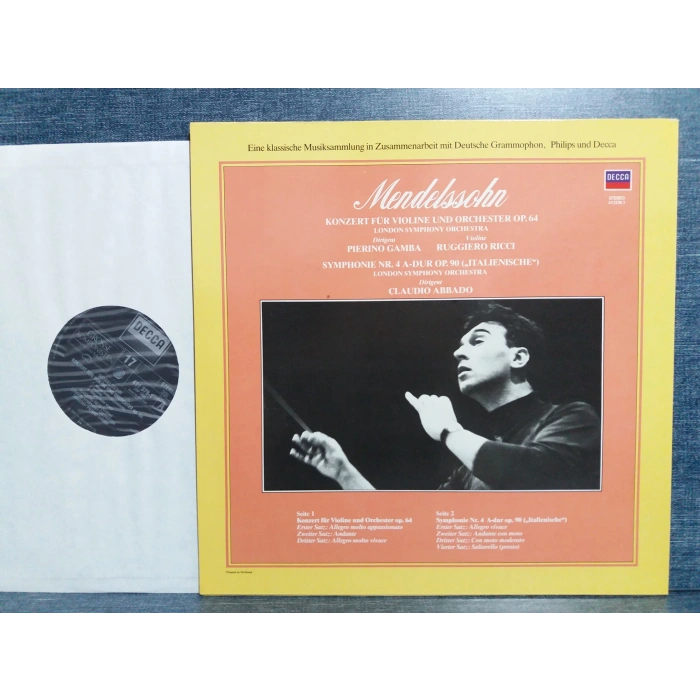 Eine klassische Musiksammlung in Zusammenarbeit mit Deutsche Grammophon, Philips und Decca
DECCA
STEREO
Mendelssohn
KONZERT FÜR VIOLINE UND ORCHESTER OP. 64
LONDON SYMPHONY ORCHESTRA
Dirigent Violine
PIERINO GAMBA RUGGIERO RICCI
SYMPHONIE NR. 4 A-DUR OP. 90 („ITALIENISCHE“)
LONDON SYMPHONY ORCHESTRA
Dirigent
CLAUDIO ABBADO
Seite 1
Konzert für Violine und Orchester op. 64
Erster Satz: Allegro molto appassionato
Zweiter Satz: Andante
Dritter Satz: Allegro molto vivace
Seite 2
Symphonie Nr. 4 A-dur op. 90 („Italienische“)
Erster Satz: Allegro vivace
Zweiter Satz: Andante con moto
Dritter Satz: Con moto moderato
Vierter Satz: Saltarello (presto)
DECCA
17